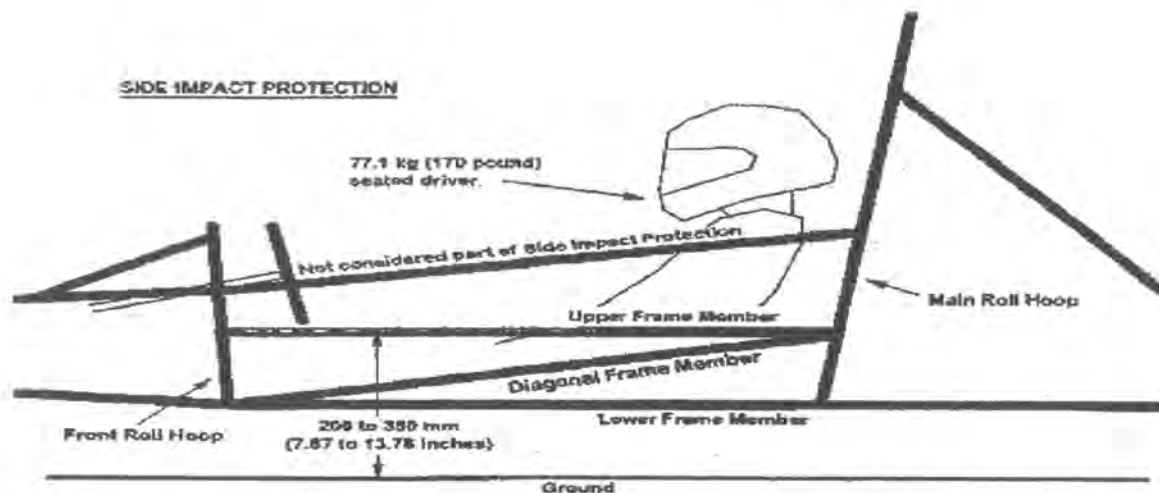 SIDE IMPACT PROTECTION
77.1 kg (170 pound)
seated driver.
Not considered part of Side Impact Protection
Main Roll Hoop
Upper Frame Member
Diagonal Frame Member
Lower Frame Member
Front Roll Hoop
200 to 350 mm
(7.87 to 13.78 inches)
Ground